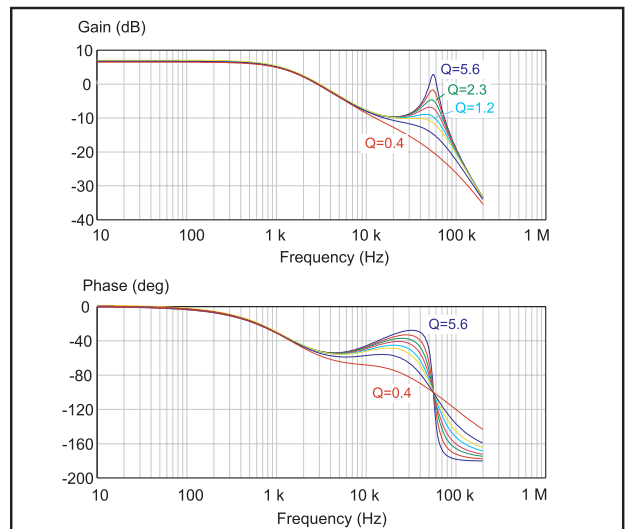 Gain (dB)
10
0
-10
-20
-30
-40
Q=5.6
Q=2.3
Q=1.2
Q=0.4
10 100 1 k 10 k 100 k 1 M
Frequency (Hz)
Phase (deg)
0
-40
-80
-120
-160
-200
Q=5.6
Q=0.4
10 100 1 k 10 k 100 k 1 M
Frequency (Hz)